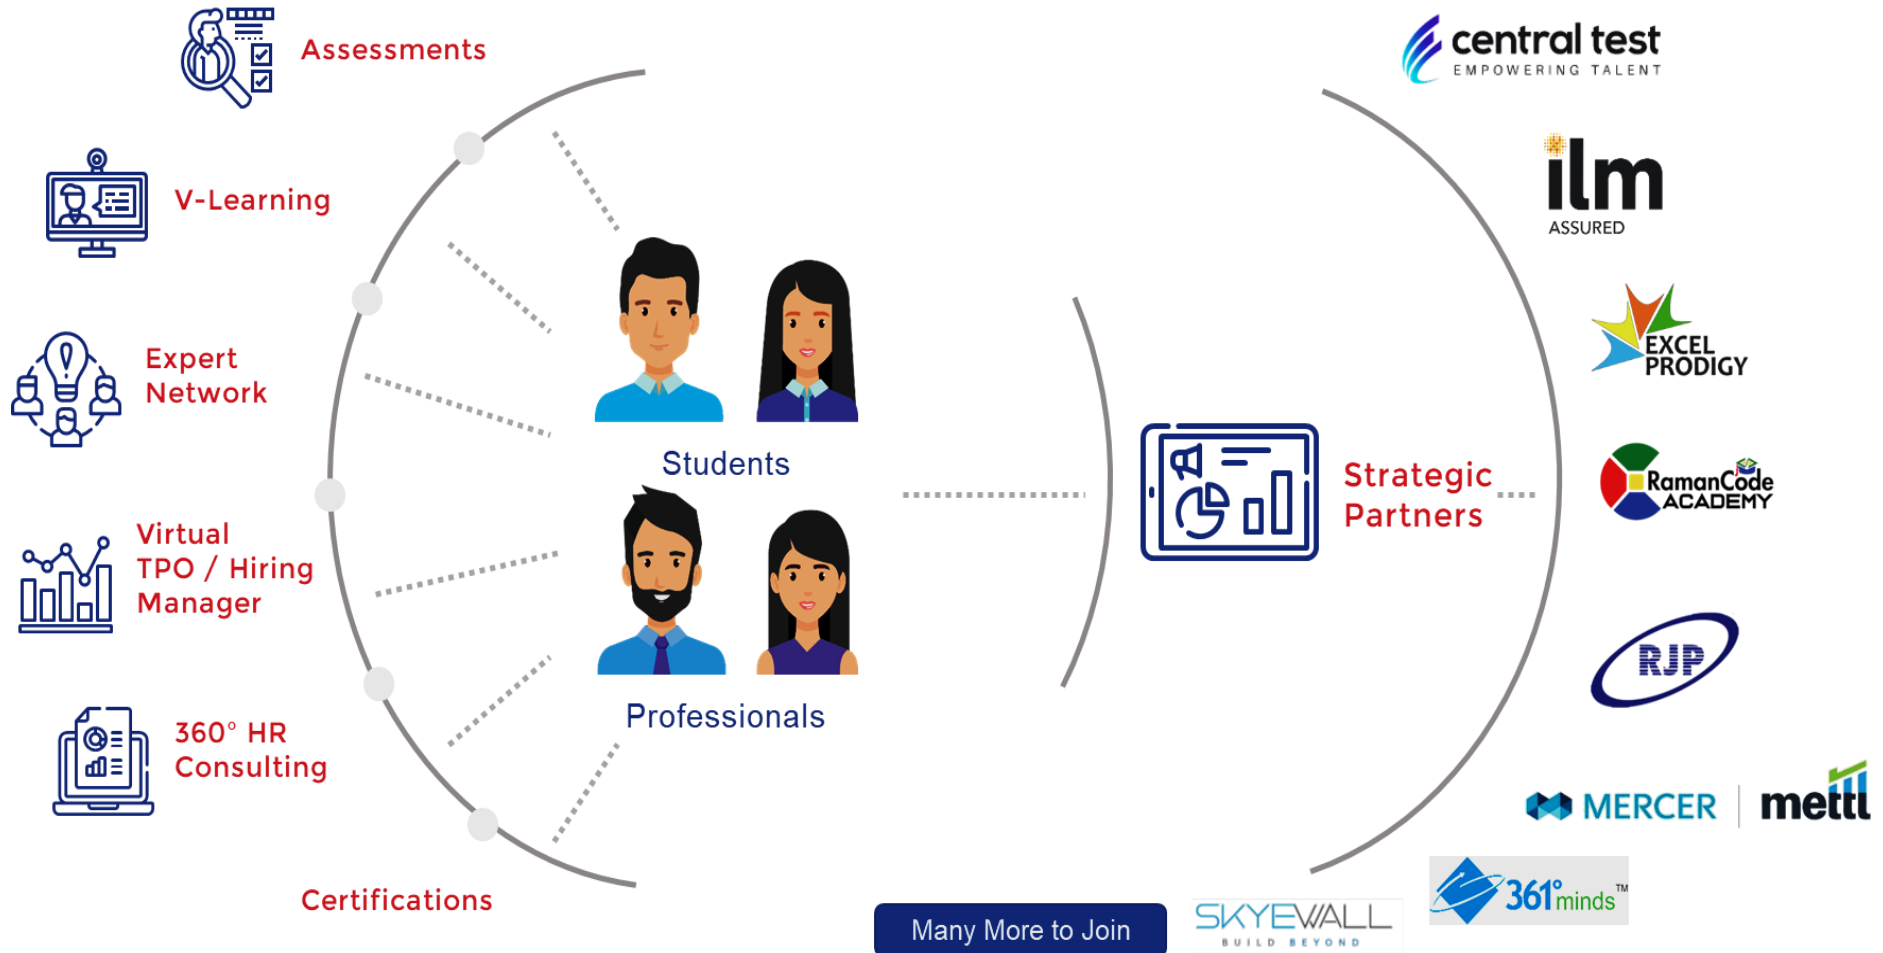 Assessments
V-Learning
Expert
Network
Virtual
TPO / Hiring
Manager
360° HR
Consulting
Certifications
Students
Professionals
Strategic
Partners
central test
EMPOWERING TALENT
ilm
ASSURED
EXCEL
PRODIGY
RamanCode
ACADEMY
RJP
MERCER
mettl
361°minds™
SKYEWALL
BUILD BEYOND
Many More to Join